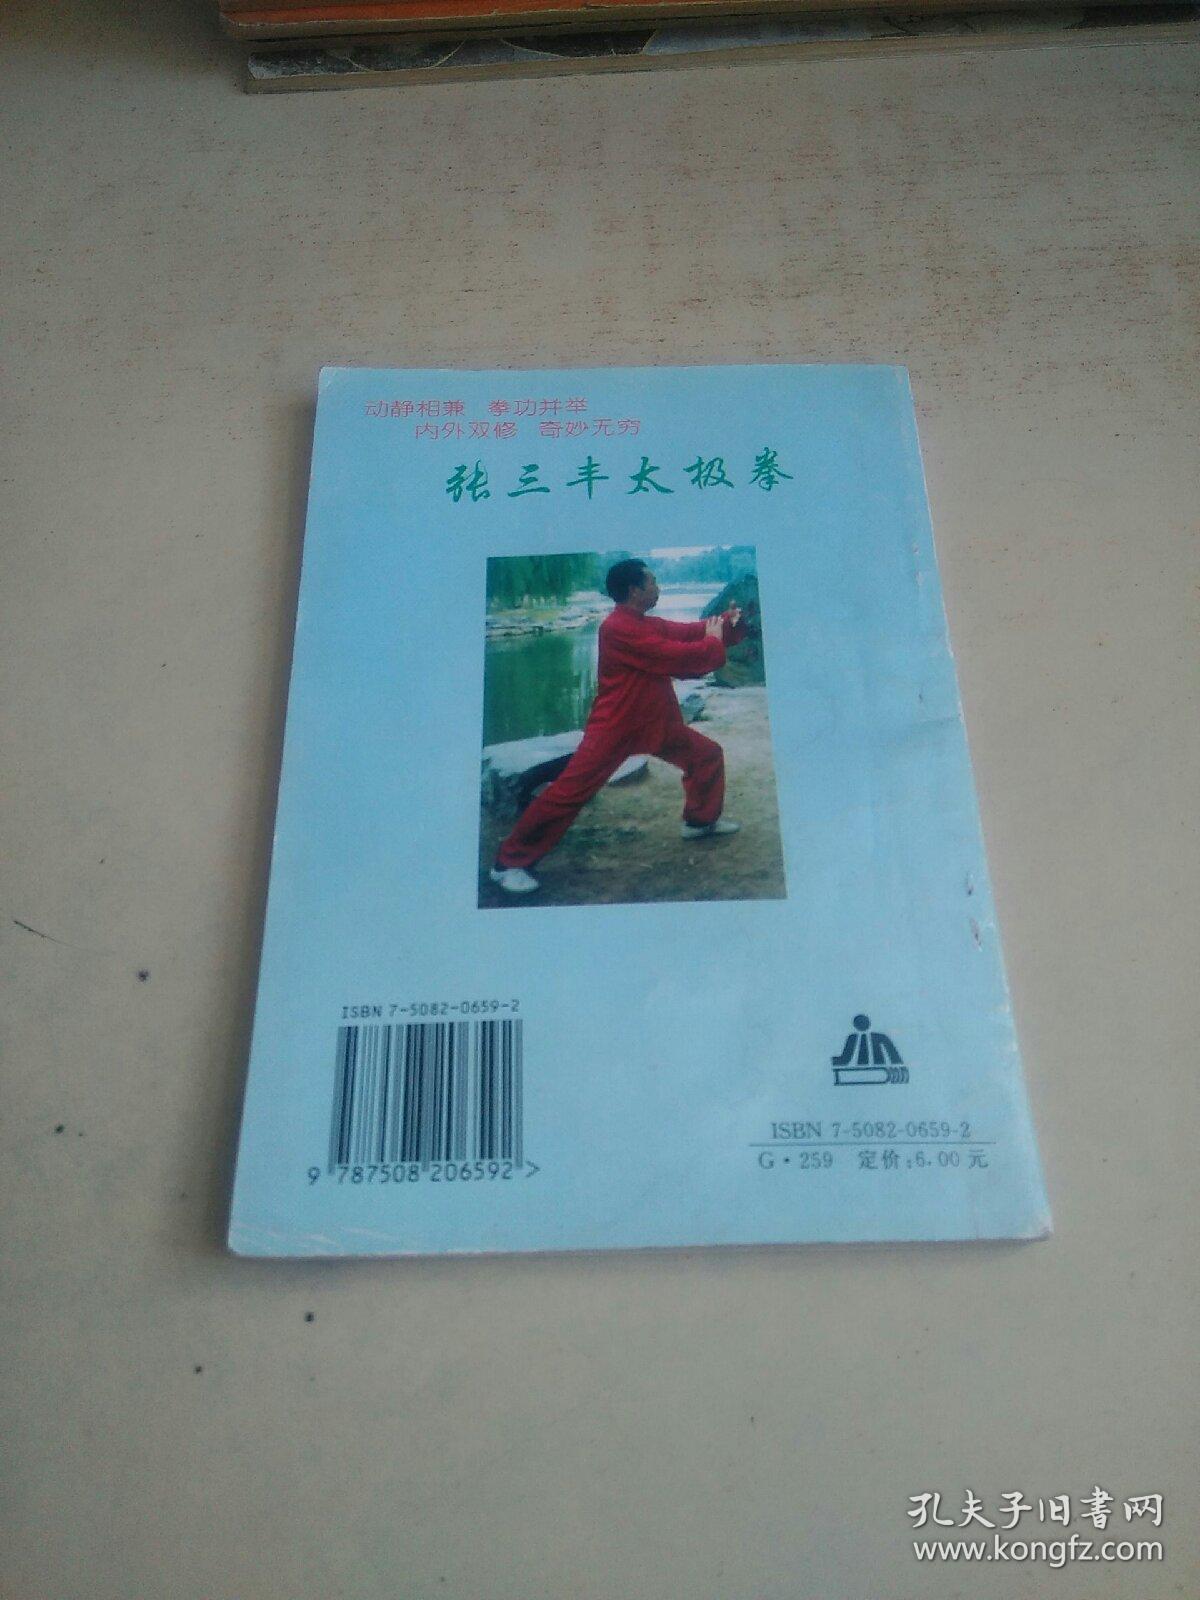 动静相兼 拳功并举
内外双修 奇妙无穷
张三丰太极拳
ISBN 7-5082-0659-2
9 787508 206592 >
JIN
ISBN 7-5082-0659-2
G·259 定价:6.00元
孔夫子旧书网
www.kongfz.com